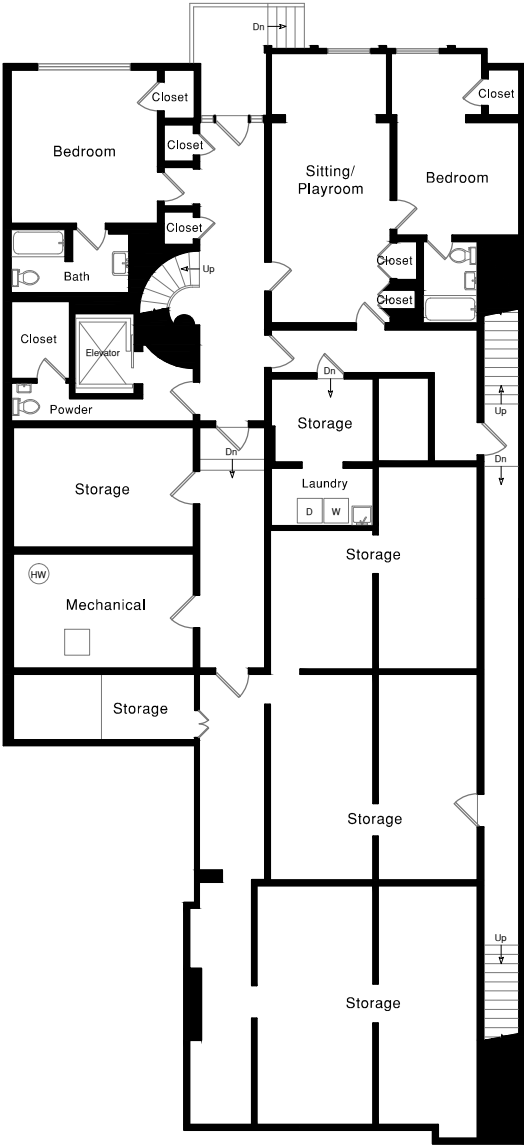 Dn
Closet
Closet
Closet
Bedroom
Sitting/
Playroom
Bedroom
Closet
Up
Closet
Bath
Closet
Closet
Elevator
Dn
Up
Powder
Storage
Dn
Dn
Laundry
Storage
D
W
Storage
HW
Mechanical
Storage
Storage
Up
Storage